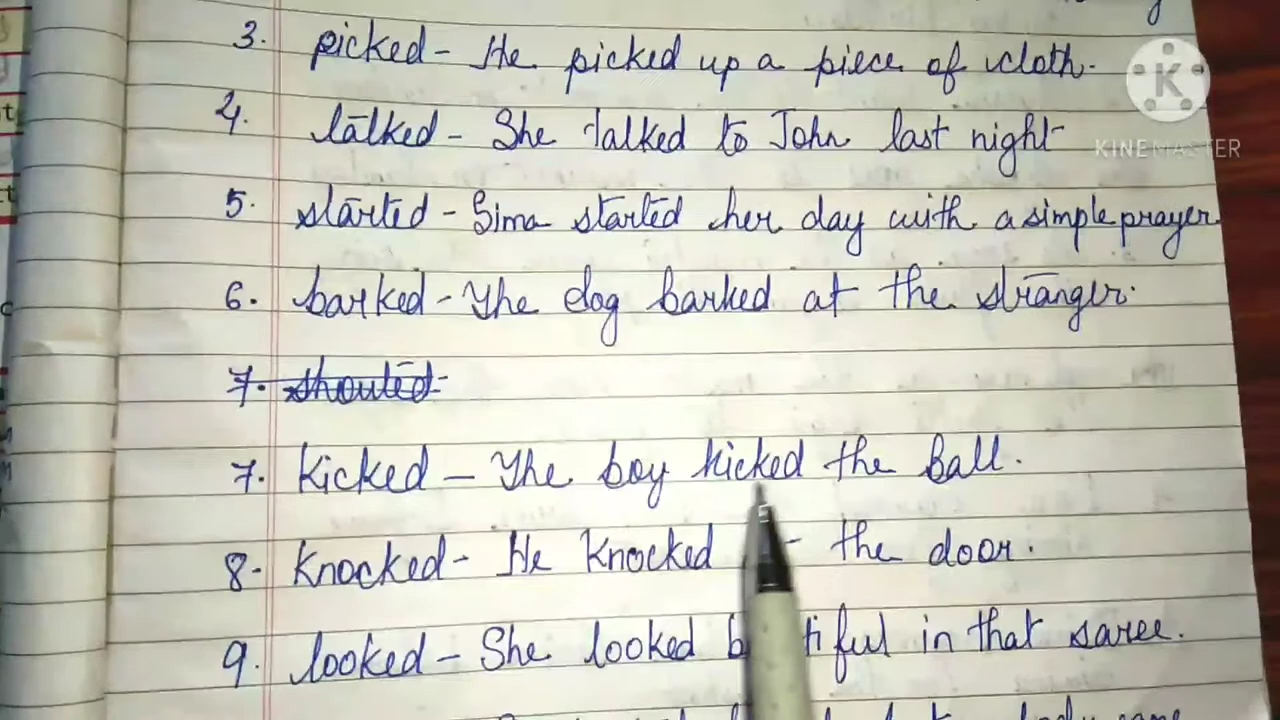 3. picked - He picked up a piece of cloth.
KINEMASTER
4. talked - She talked to John last night
5. started - Sima started her day with a simple prayer.
6. barked - The dog barked at the stranger.
7. shouted
7. Kicked - The boy kicked the ball.
8. Knocked - He Knocked the door.
9. looked - She looked in that saree.